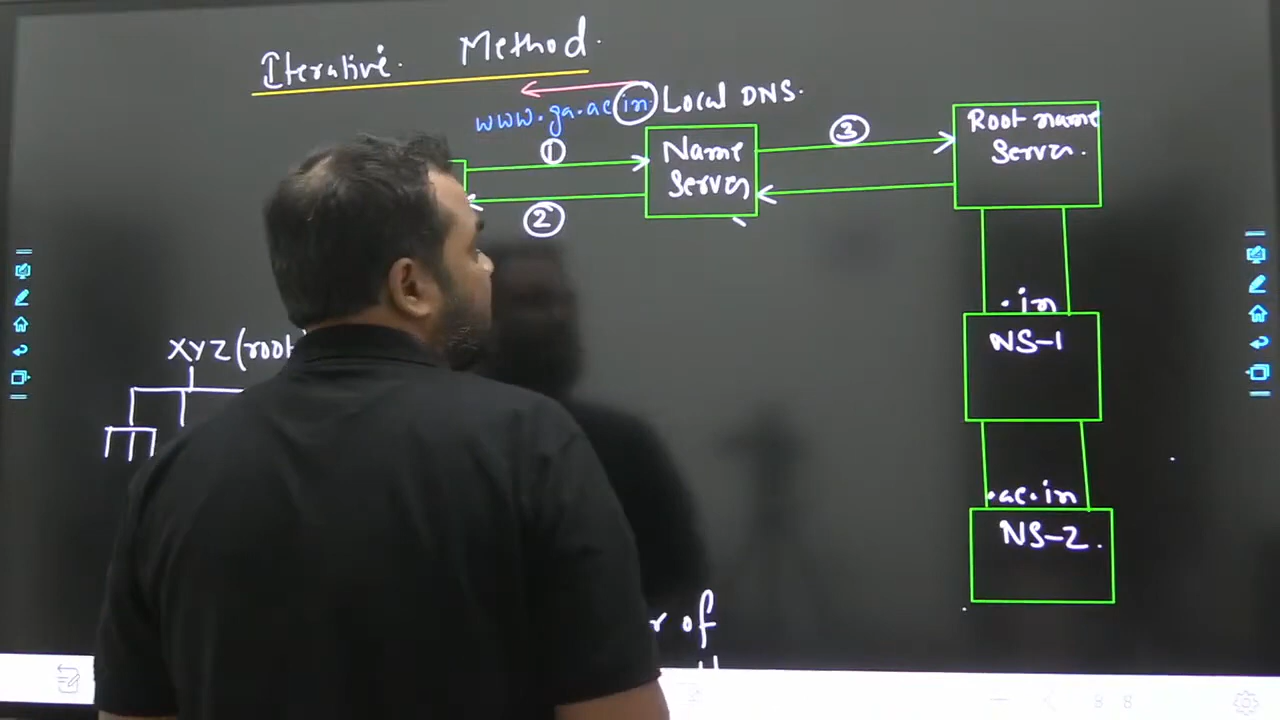 Iterative. Method.
www.ga.ac.in. Local DNS.
① ③
Name
Server
②
Root name
Server.
.in
NS-1
XYZ (root)
.ac.in
NS-2.
of